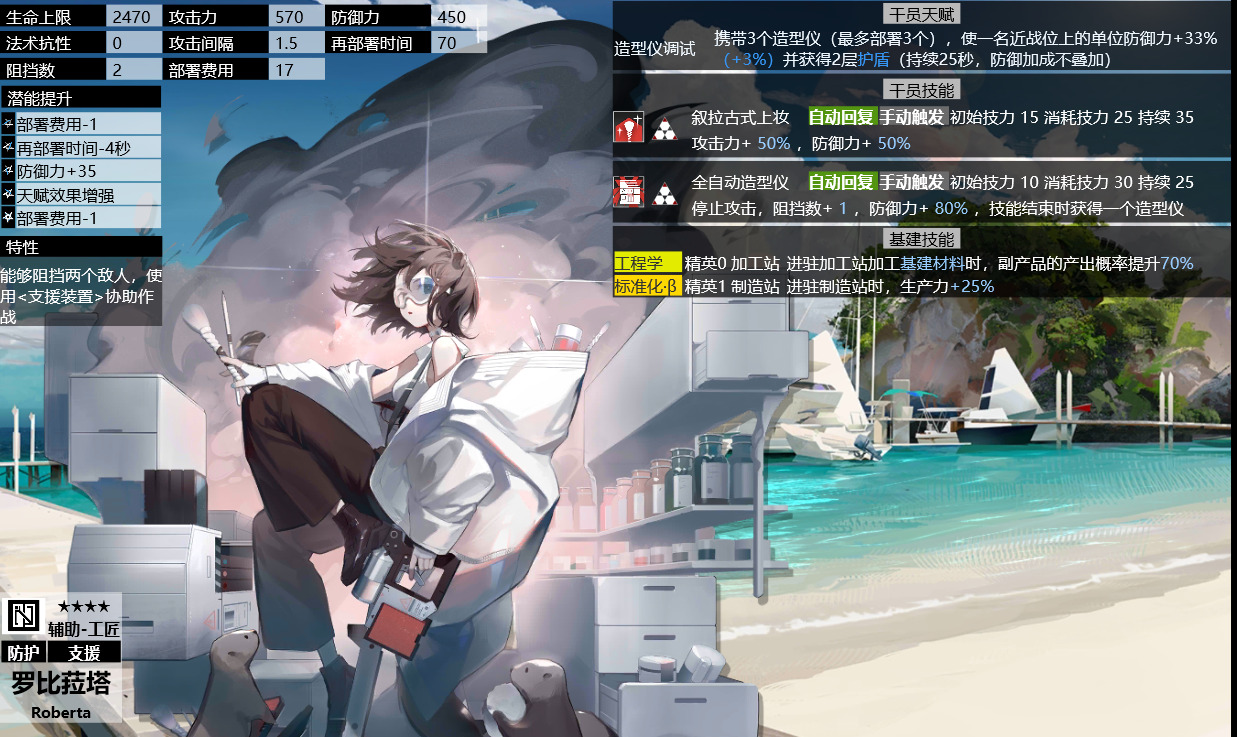 生命上限 2470 攻击力 570 防御力 450
法术抗性 0 攻击间隔 1.5 再部署时间 70
阻挡数 2 部署费用 17
潜能提升
部署费用-1
再部署时间-4秒
防御力+35
天赋效果增强
部署费用-1
特性
能够阻挡两个敌人，使
用<支援装置>协助作
战
★★★★
辅助-工匠
防护 支援
罗比菈塔
Roberta
干员天赋
造型仪调试 携带3个造型仪（最多部署3个），使一名近战位上的单位防御力+33%
（+3%）并获得2层护盾（持续25秒，防御加成不叠加）
干员技能
叙拉古式上妆 自动回复 手动触发 初始技力 15 消耗技力 25 持续 35
攻击力+ 50% ，防御力+ 50%
全自动造型仪 自动回复 手动触发 初始技力 10 消耗技力 30 持续 25
停止攻击，阻挡数+ 1 ，防御力+ 80% ，技能结束时获得一个造型仪
基建技能
工程学 精英0 加工站 进驻加工站加工基建材料时，副产品的产出概率提升70%
标准化·β 精英1 制造站 进驻制造站时，生产力+25%